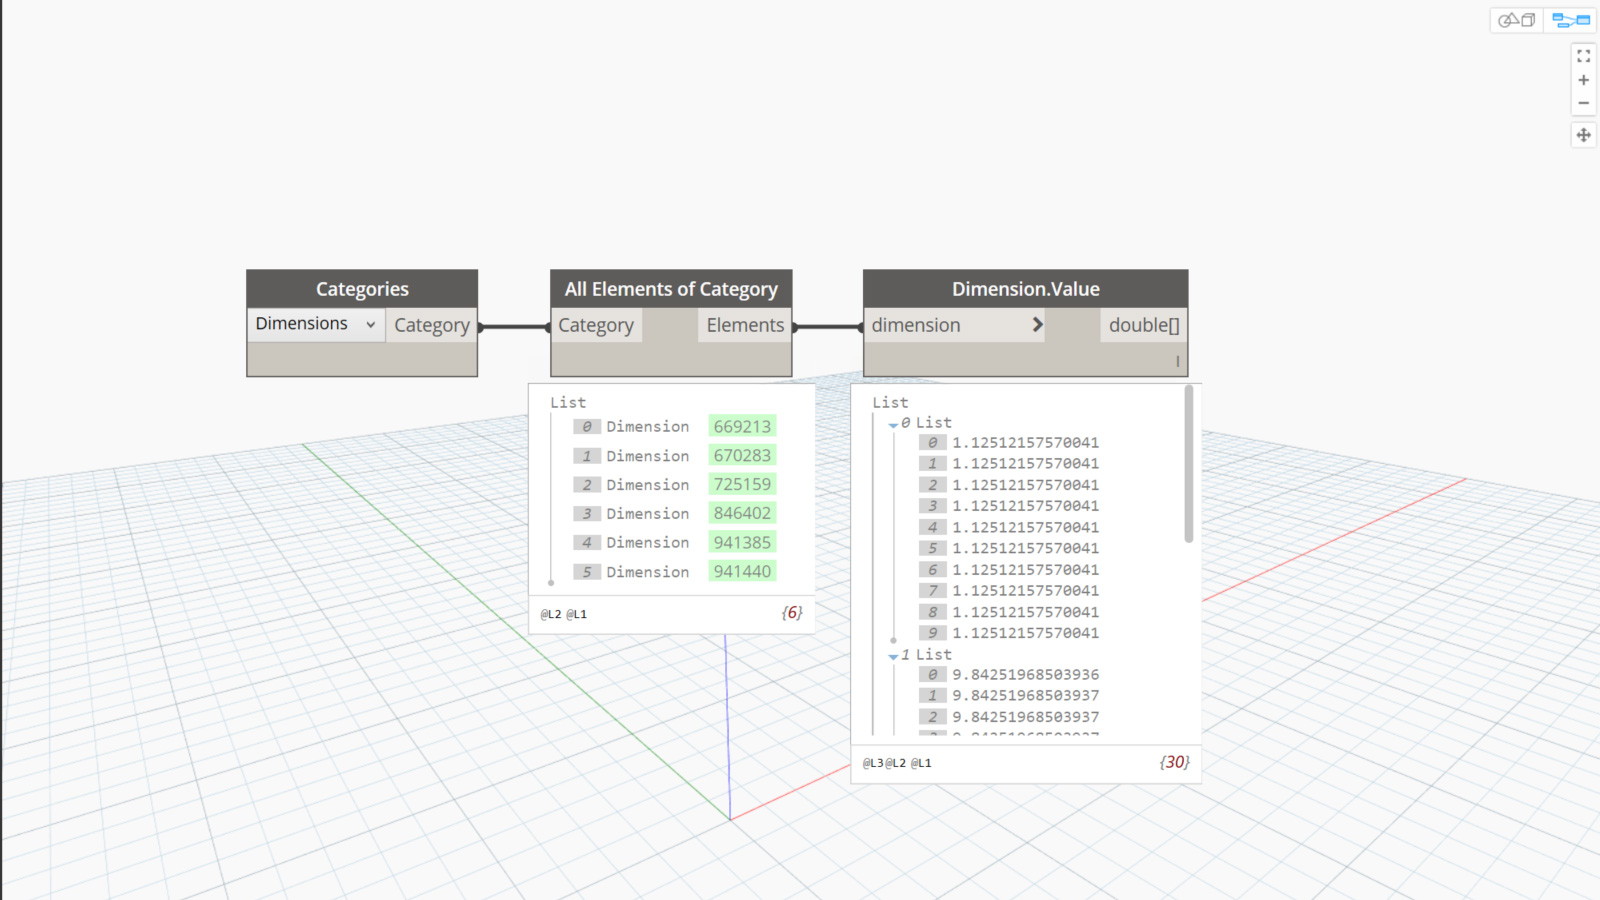 Categories
Dimensions Category
All Elements of Category
Category Elements
Dimension.Value
dimension double[]
l
List
0 Dimension 669213
1 Dimension 670283
2 Dimension 725159
3 Dimension 846402
4 Dimension 941385
5 Dimension 941440
@L2 @L1 {6}
List
0 List
0 1.12512157570041
1 1.12512157570041
2 1.12512157570041
3 1.12512157570041
4 1.12512157570041
5 1.12512157570041
6 1.12512157570041
7 1.12512157570041
8 1.12512157570041
9 1.12512157570041
1 List
0 9.84251968503936
1 9.84251968503937
2 9.84251968503937
@L3 @L2 @L1 {30}